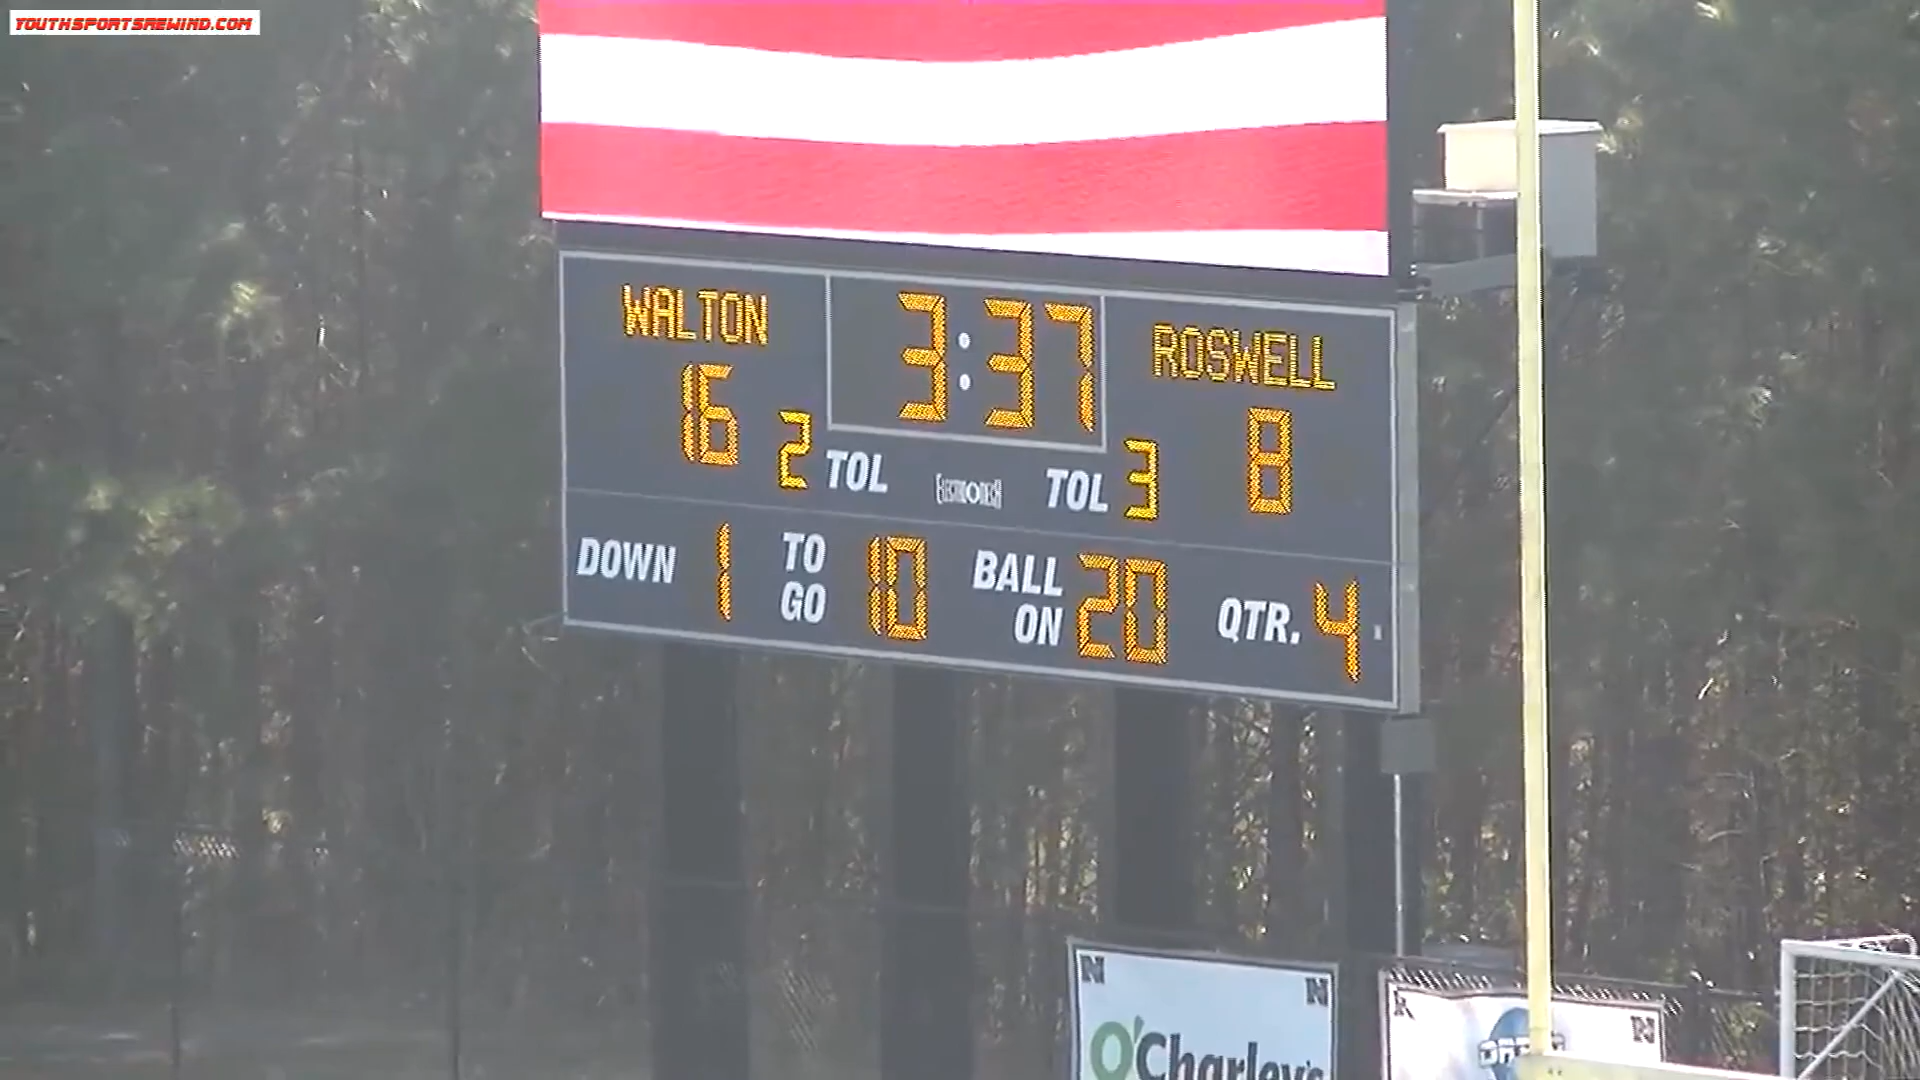 YOUTHSPORTSREWIND.COM
WALTON 3:37 ROSWELL
16 2 TOL TOL 3 8
DOWN 1 TO GO 10 BALL ON 20 QTR. 4
N N
O'Charley's
N